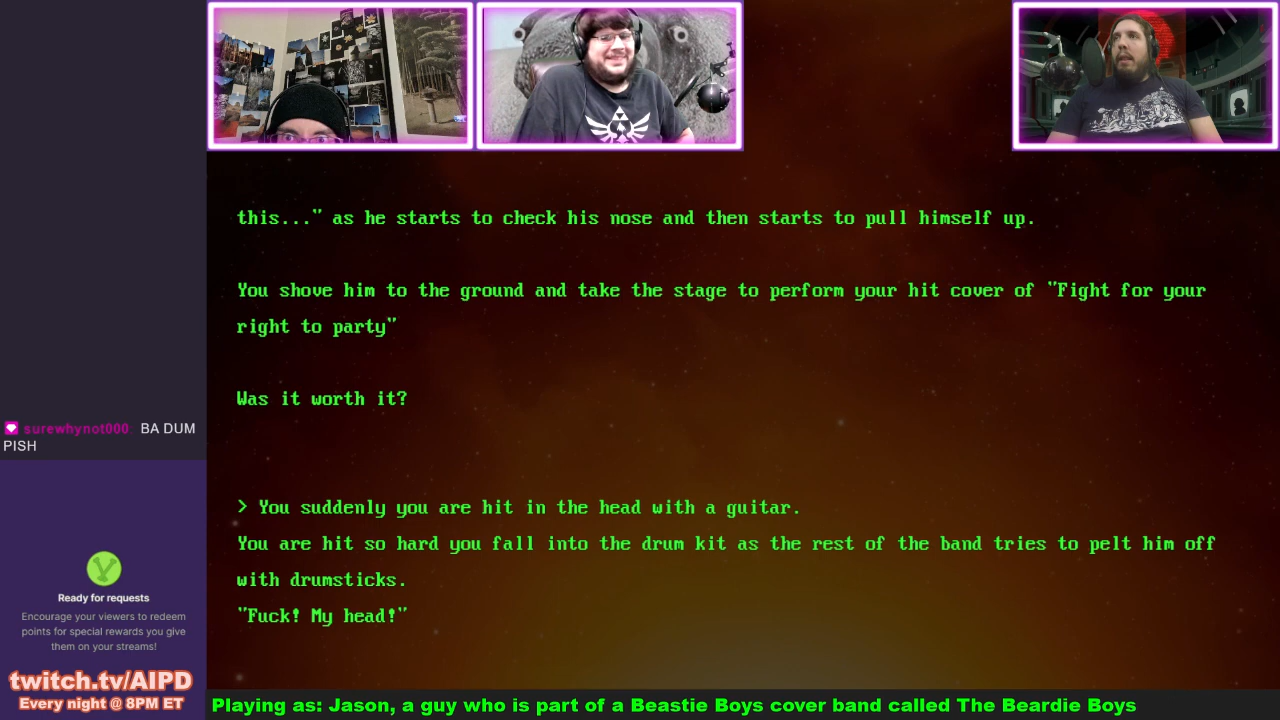 this..." as he starts to check his nose and then starts to pull himself up.
You shove him to the ground and take the stage to perform your hit cover of "Fight for your
right to party"
Was it worth it?
> You suddenly you are hit in the head with a guitar.
You are hit so hard you fall into the drum kit as the rest of the band tries to pelt him off
with drumsticks.
"Fuck! My head!"
surewhynot000: BA DUM
PISH
Ready for requests
Encourage your viewers to redeem
points for special rewards you give
them on your streams!
twitch.tv/AIPD
Every night @ 8PM ET
Playing as: Jason, a guy who is part of a Beastie Boys cover band called The Beardie Boys